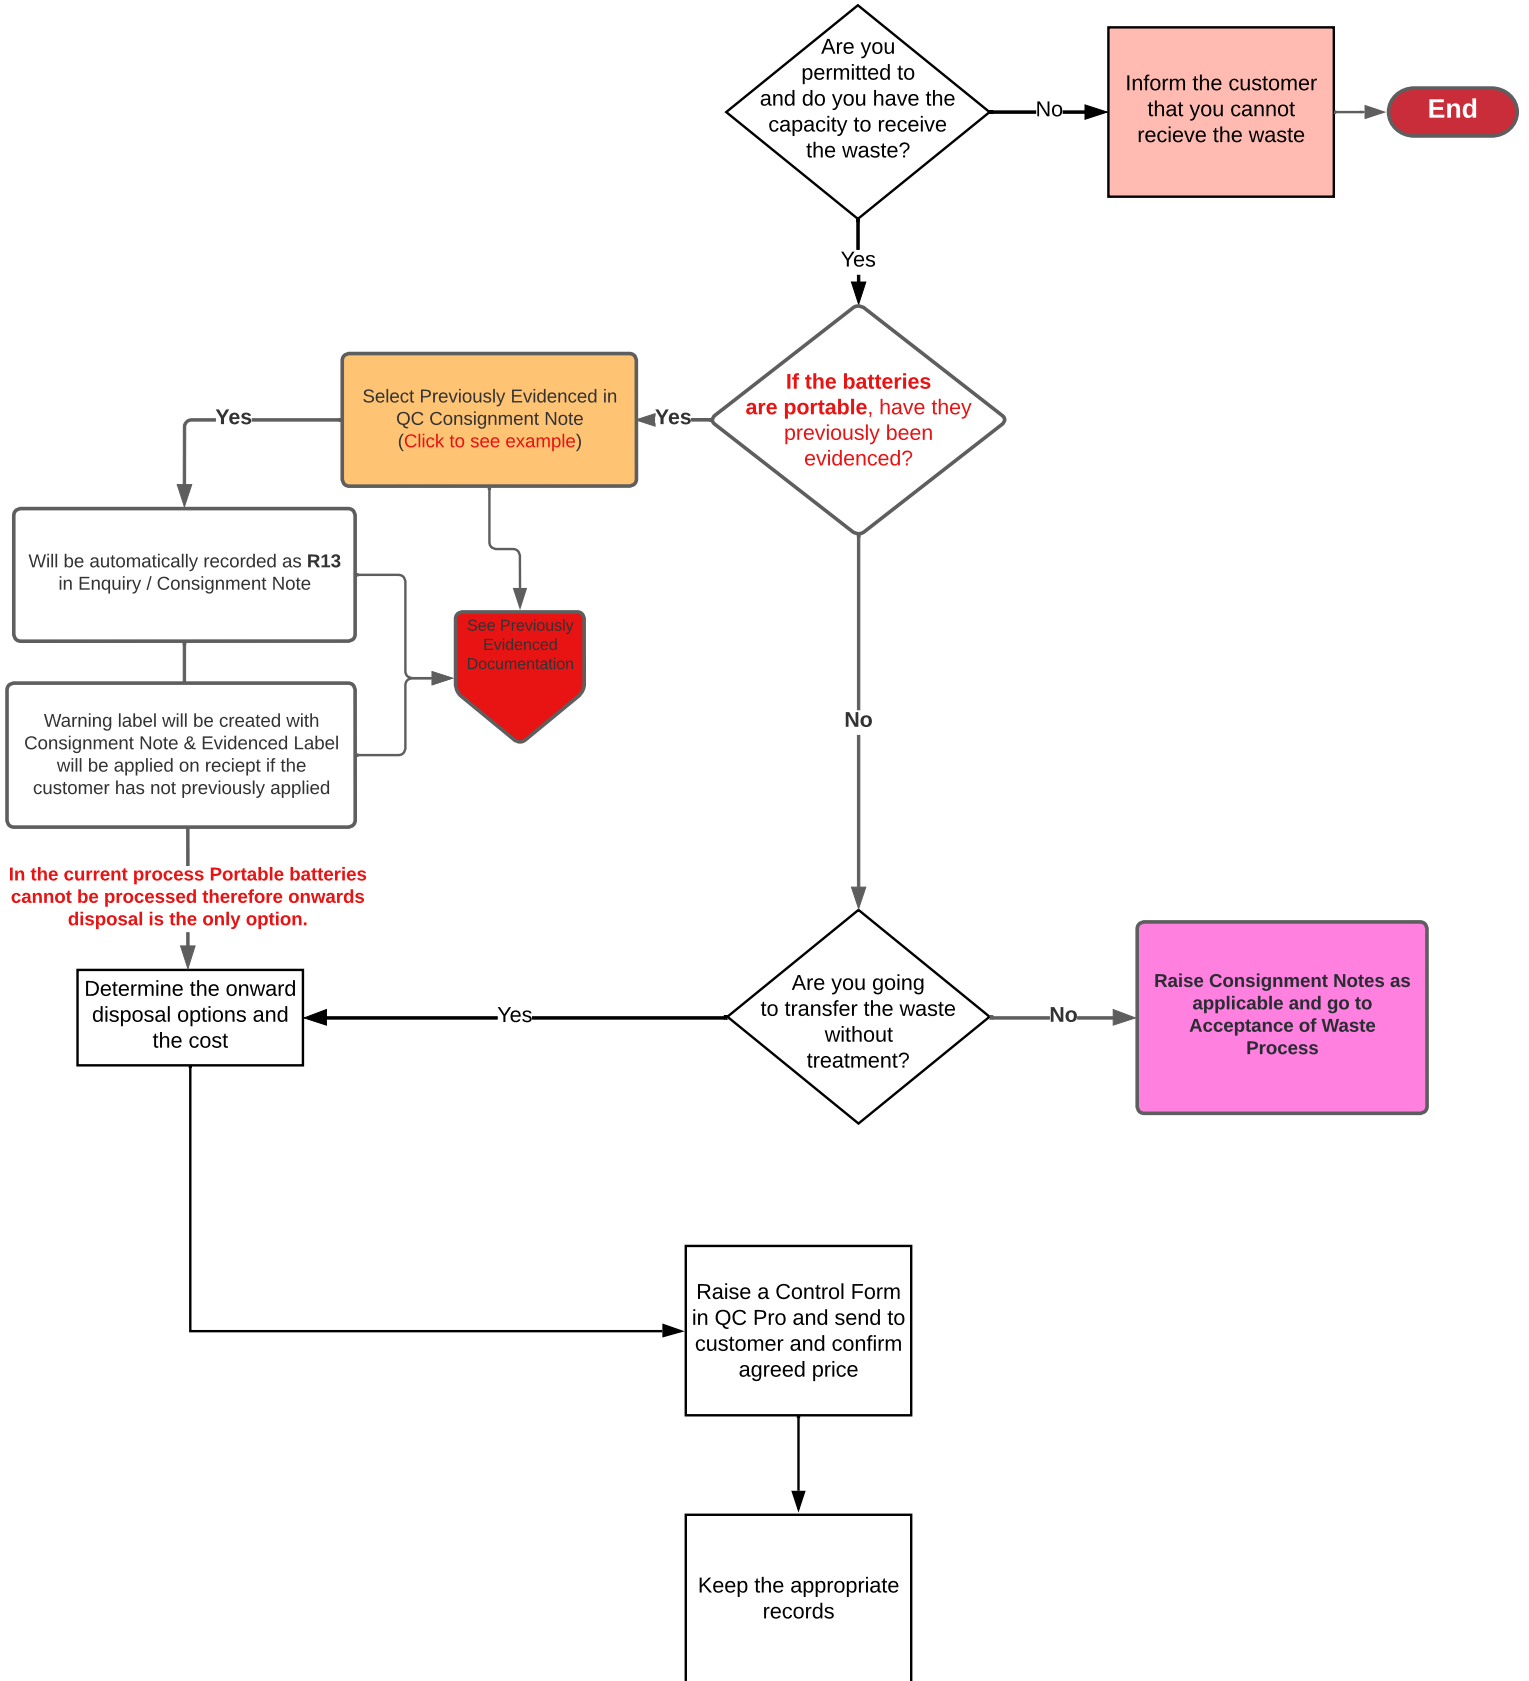 Are you
permitted to
and do you have the
capacity to receive
the waste?
No
Inform the customer
that you cannot
recieve the waste
End
Yes
If the batteries
are portable, have they
previously been
evidenced?
Yes
Select Previously Evidenced in
QC Consignment Note
(Click to see example)
Yes
Will be automatically recorded as R13
in Enquiry / Consignment Note
See Previously
Evidenced
Documentation
Warning label will be created with
Consignment Note & Evidenced Label
will be applied on reciept if the
customer has not previously applied
No
In the current process Portable batteries
cannot be processed therefore onwards
disposal is the only option.
Determine the onward
disposal options and
the cost
Yes
Are you going
to transfer the waste
without
treatment?
No
Raise Consignment Notes as
applicable and go to
Acceptance of Waste
Process
Raise a Control Form
in QC Pro and send to
customer and confirm
agreed price
Keep the appropriate
records